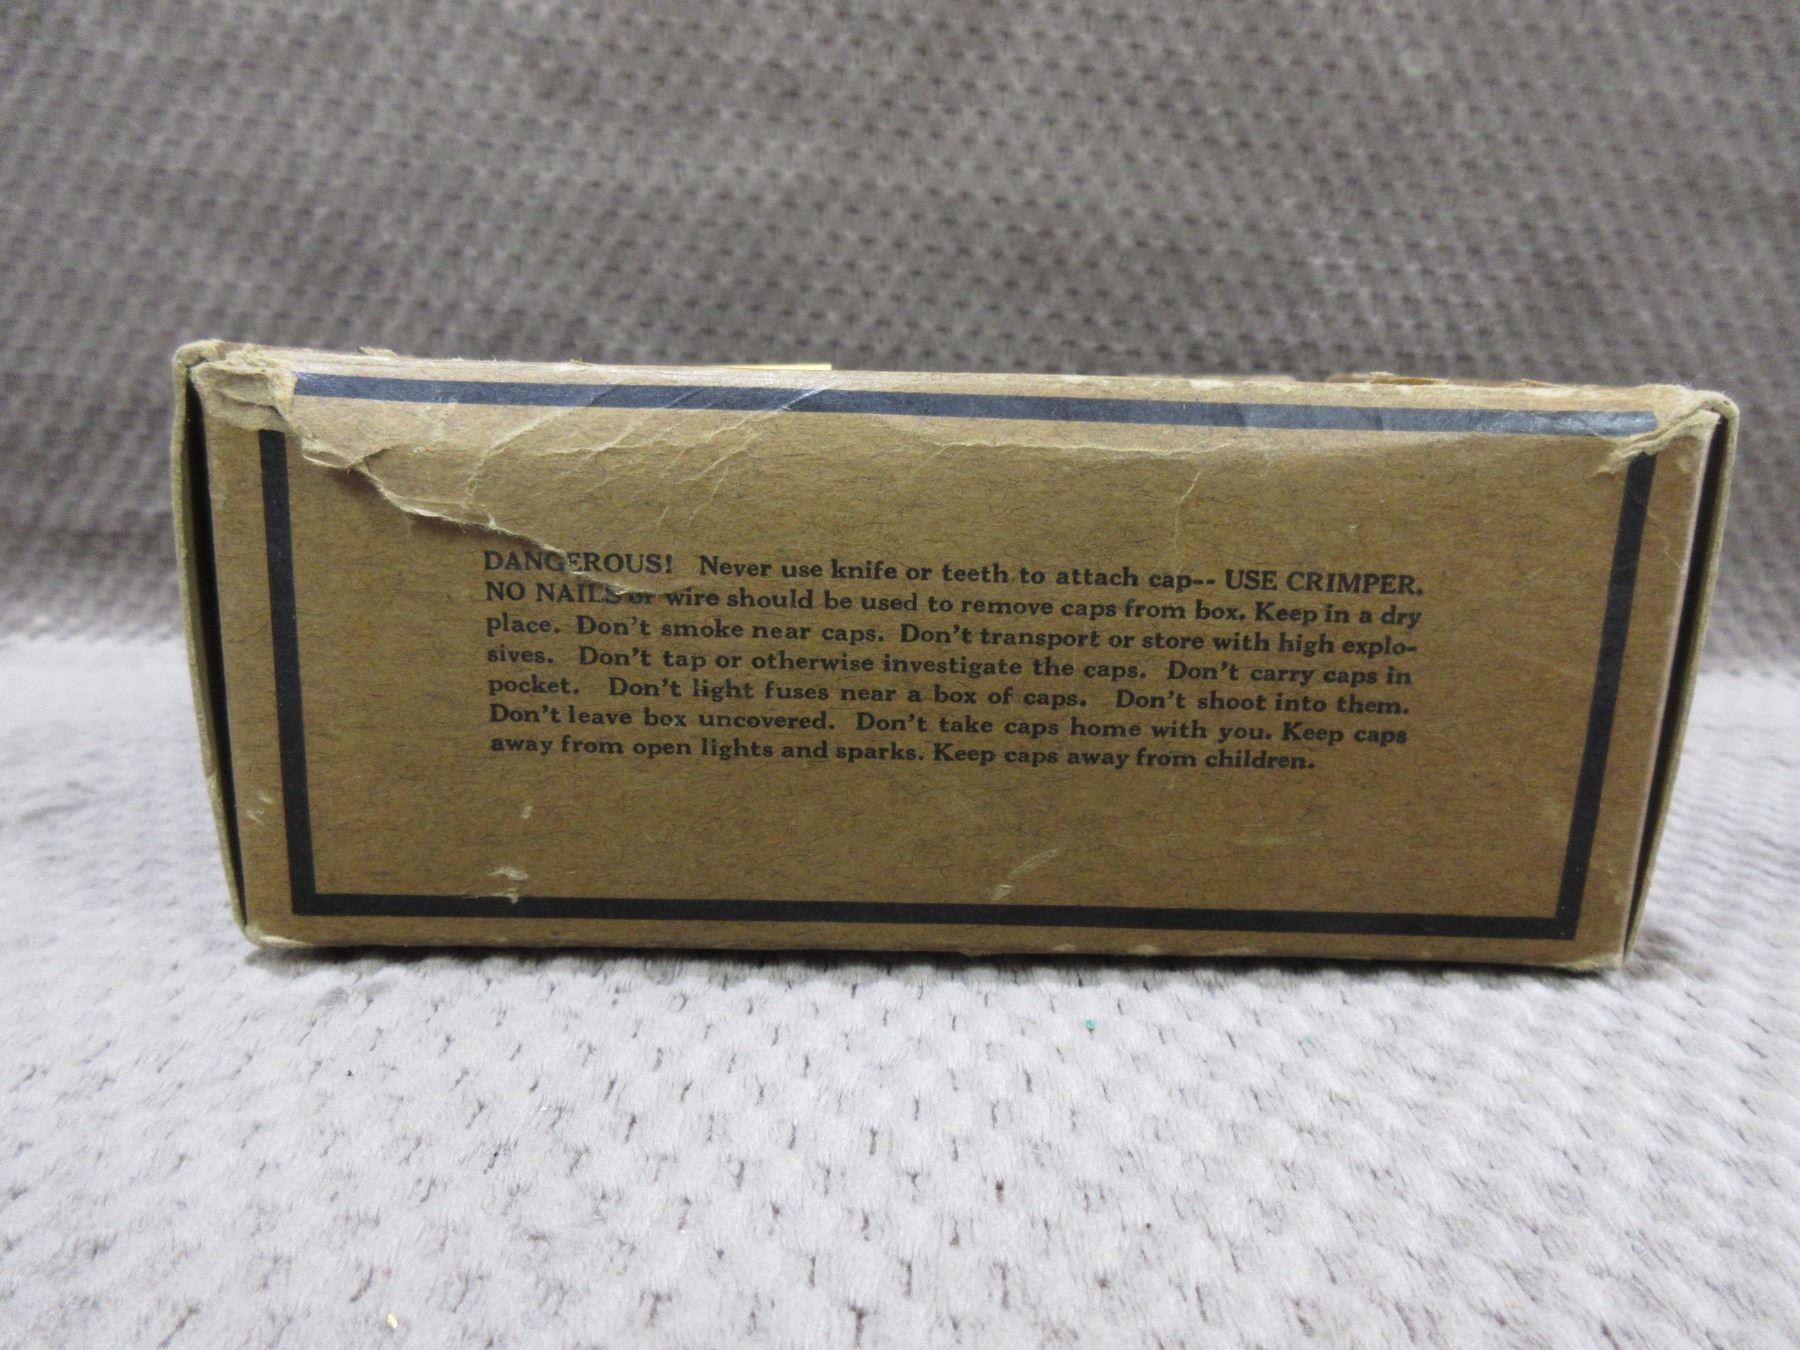 DANGEROUS! Never use knife or teeth to attach cap-- USE CRIMPER.
NO NAILS or wire should be used to remove caps from box. Keep in a dry
place. Don't smoke near caps. Don't transport or store with high explo-
sives. Don't tap or otherwise investigate the caps. Don't carry caps in
pocket. Don't light fuses near a box of caps. Don't shoot into them.
Don't leave box uncovered. Don't take caps home with you. Keep caps
away from open lights and sparks. Keep caps away from children.